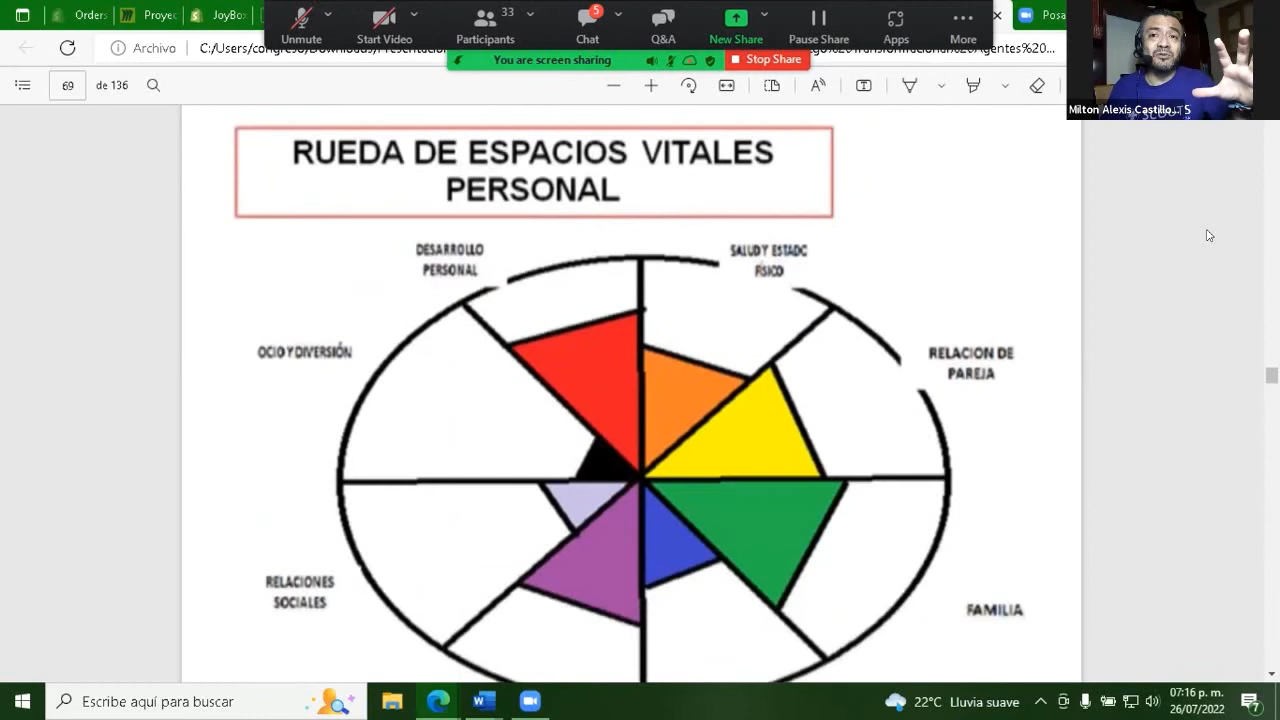 Orders
Proyec
JoyBox
Posa
Unmute
Start Video
33
Participants
5
Chat
Q&A
New Share
Pause Share
Apps
More
Archivo
You are screen sharing
Stop Share
69
de 136
Milton Alexis Castillo... 5
RUEDA DE ESPACIOS VITALES
PERSONAL
DESARROLLO
PERSONAL
SALUD Y ESTADO
FÍSICO
OCIO Y DIVERSIÓN
RELACION DE
PAREJA
RELACIONES
SOCIALES
FAMILIA
Escribe aquí para buscar
22°C Lluvia suave
07:16 p. m.
26/07/2022
7